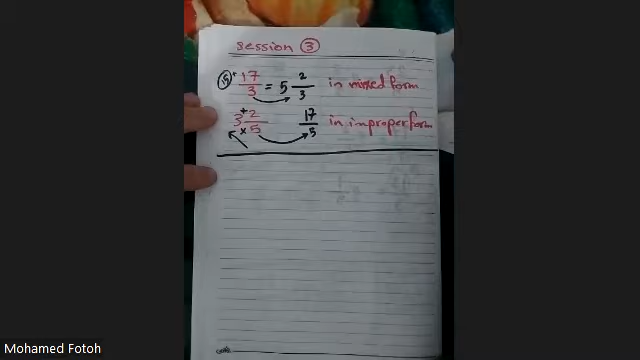 session ③
⑮ + 17/3 = 5 2/3 in mixed form
3 + 2 × 5 17/5 in improper form
Mohamed Fotoh